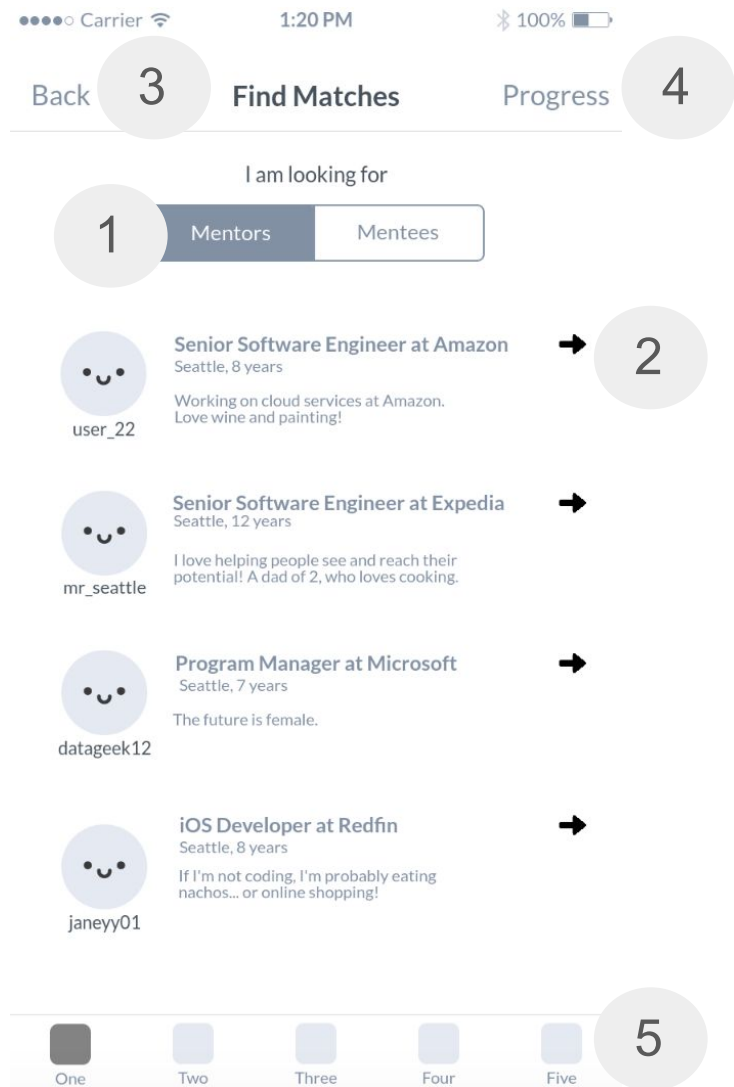 Carrier 1:20 PM 100%
Back 3 Find Matches Progress 4
I am looking for
1 Mentors Mentees
Senior Software Engineer at Amazon
2
Seattle, 8 years
Working on cloud services at Amazon.
Love wine and painting!
user_22
Senior Software Engineer at Expedia
Seattle, 12 years
I love helping people see and reach their
potential! A dad of 2, who loves cooking.
mr_seattle
Program Manager at Microsoft
Seattle, 7 years
The future is female.
datageek12
iOS Developer at Redfin
Seattle, 8 years
If I'm not coding, I'm probably eating
nachos... or online shopping!
janeyy01
5
One Two Three Four Five